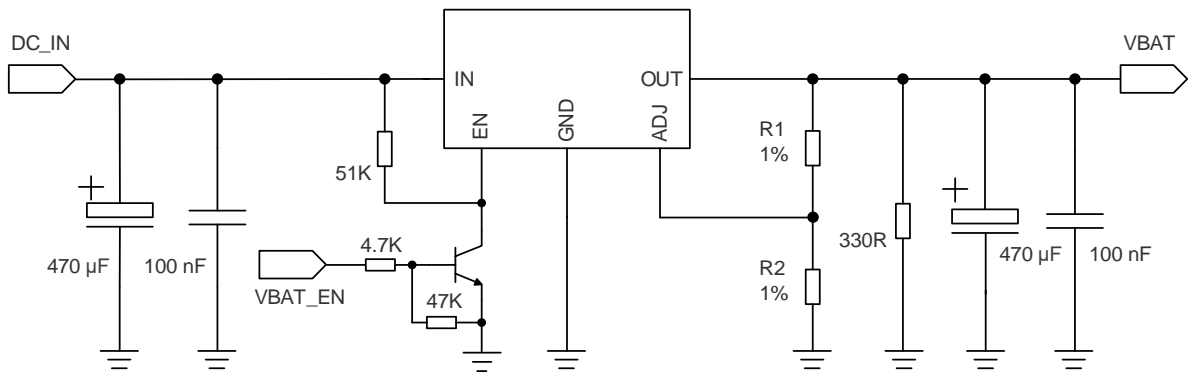 DC_IN
VBAT
IN
OUT
EN
GND
ADJ
51K
R1
1%
470 µF
100 nF
4.7K
VBAT_EN
47K
R2
1%
330R
470 µF
100 nF